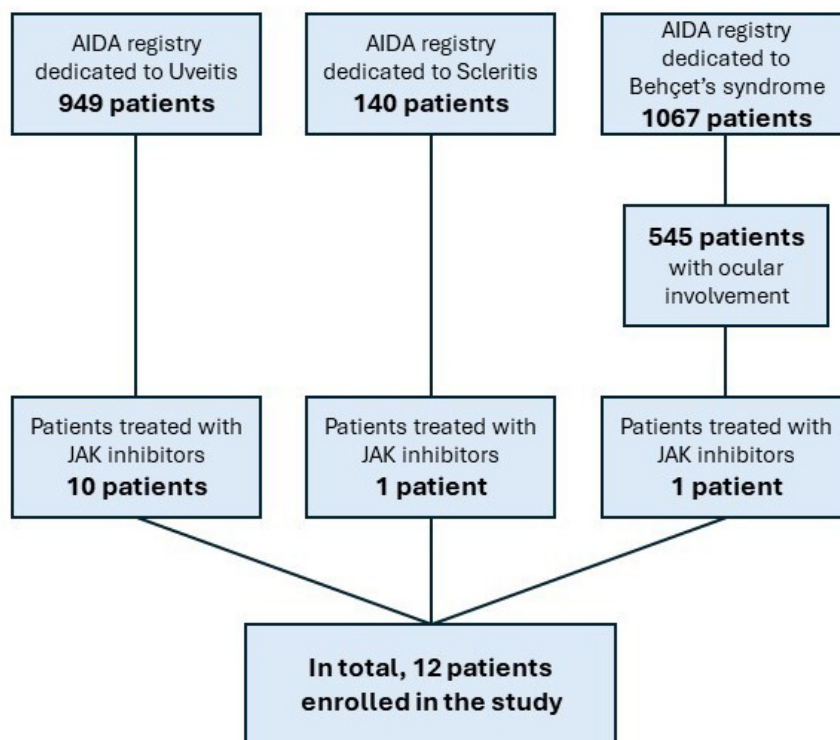 AIDA registry
dedicated to Uveitis
949 patients
AIDA registry
dedicated to Scleritis
140 patients
AIDA registry
dedicated to
Behçet's syndrome
1067 patients
545 patients
with ocular
involvement
Patients treated with
JAK inhibitors
10 patients
Patients treated with
JAK inhibitors
1 patient
Patients treated with
JAK inhibitors
1 patient
In total, 12 patients
enrolled in the study